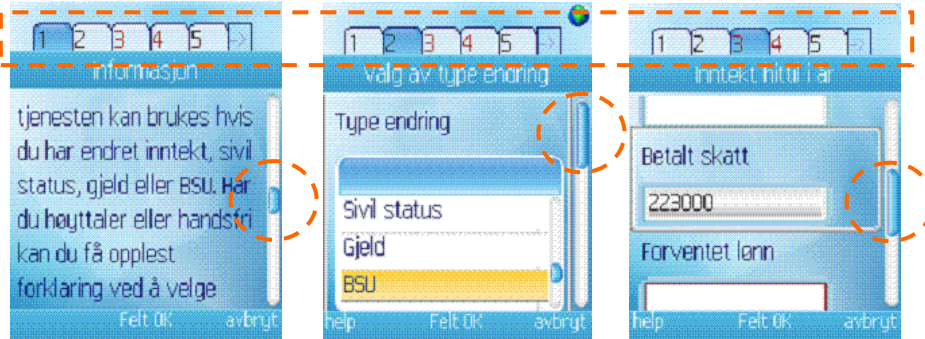 1 2 3 4 5
informasjon
tjenesten kan brukes hvis
du har endret inntekt, sivil
status, gjeld eller BSU. Har
du høyttaler eller handsfri
kan du få opplest
forklaring ved å velge
Felt OK avbryt
1 2 3 4 5
Valg av type endring
Type endring
Sivil status
Gjeld
BSU
help Felt OK avbryt
1 2 3 4 5
Inntekt hittil i år
Betalt skatt
223000
Forventet lønn
help Felt OK avbryt